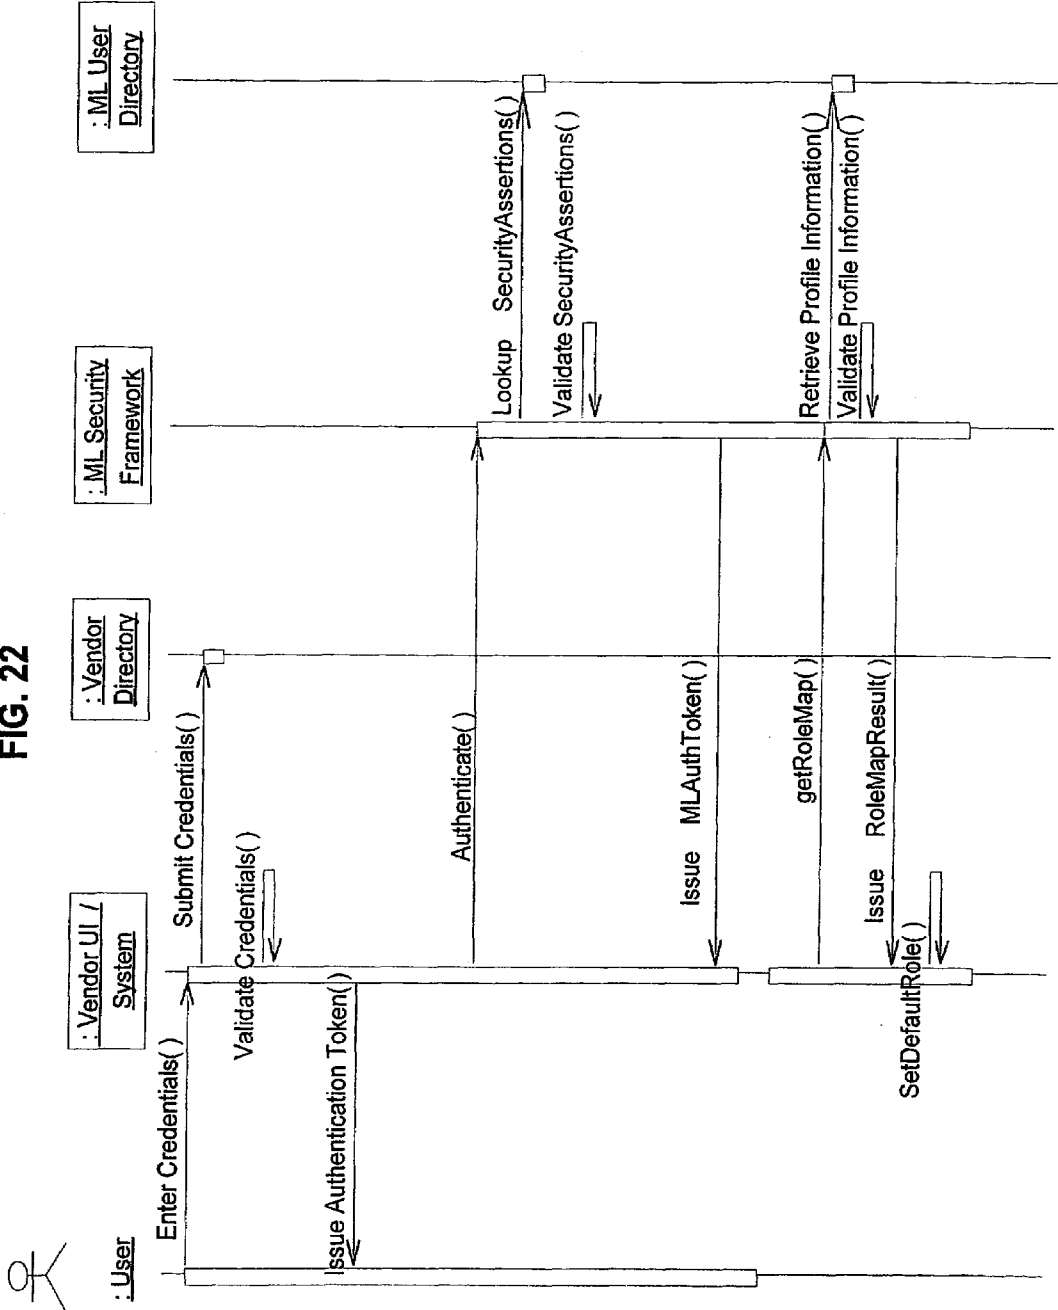 FIG. 22
: User
: Vendor UI /
System
: Vendor
Directory
: ML Security
Framework
: ML User
Directory
Enter Credentials( )
Submit Credentials( )
Validate Credentials( )
Issue Authentication Token( )
Authenticate( )
Lookup SecurityAssertions( )
Validate SecurityAssertions( )
Issue MLAuthToken( )
getRoleMap( )
Retrieve Profile Information( )
Validate Profile Information( )
Issue RoleMapResult( )
SetDefaultRole( )